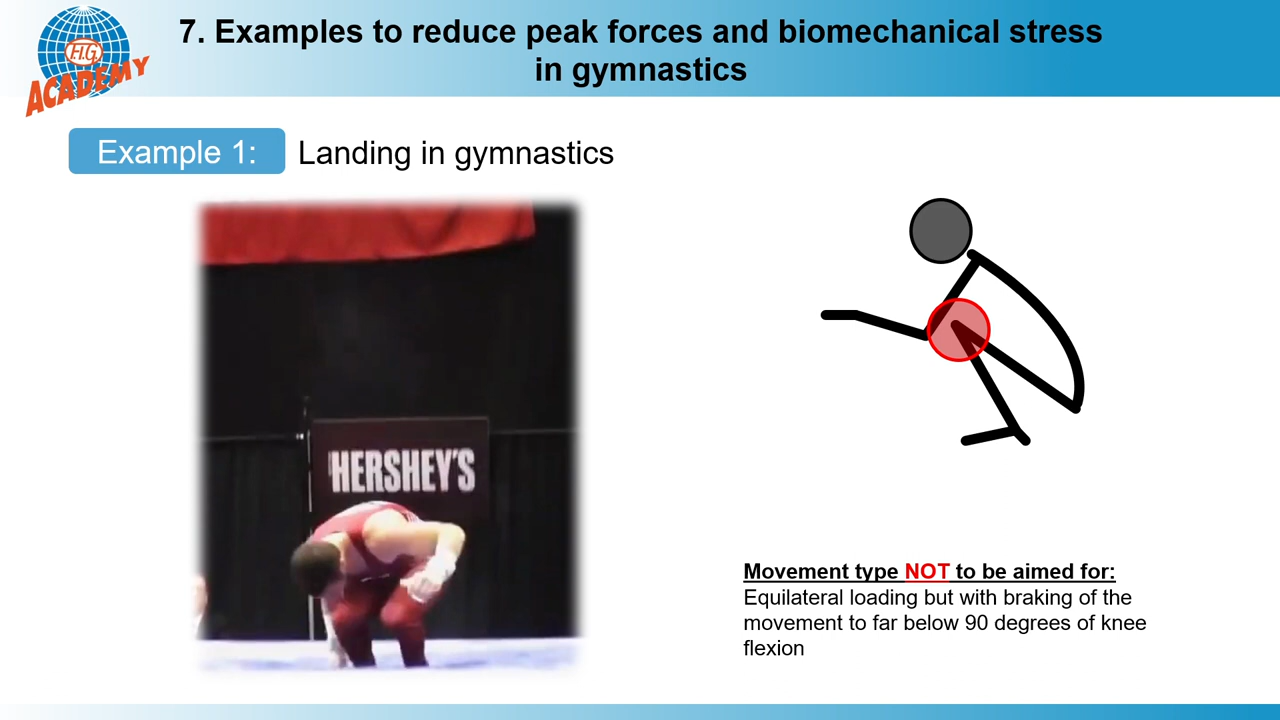 F.I.G.
ACADEMY
7. Examples to reduce peak forces and biomechanical stress
in gymnastics
Example 1: Landing in gymnastics
HERSHEY'S
Movement type NOT to be aimed for:
Equilateral loading but with braking of the
movement to far below 90 degrees of knee
flexion